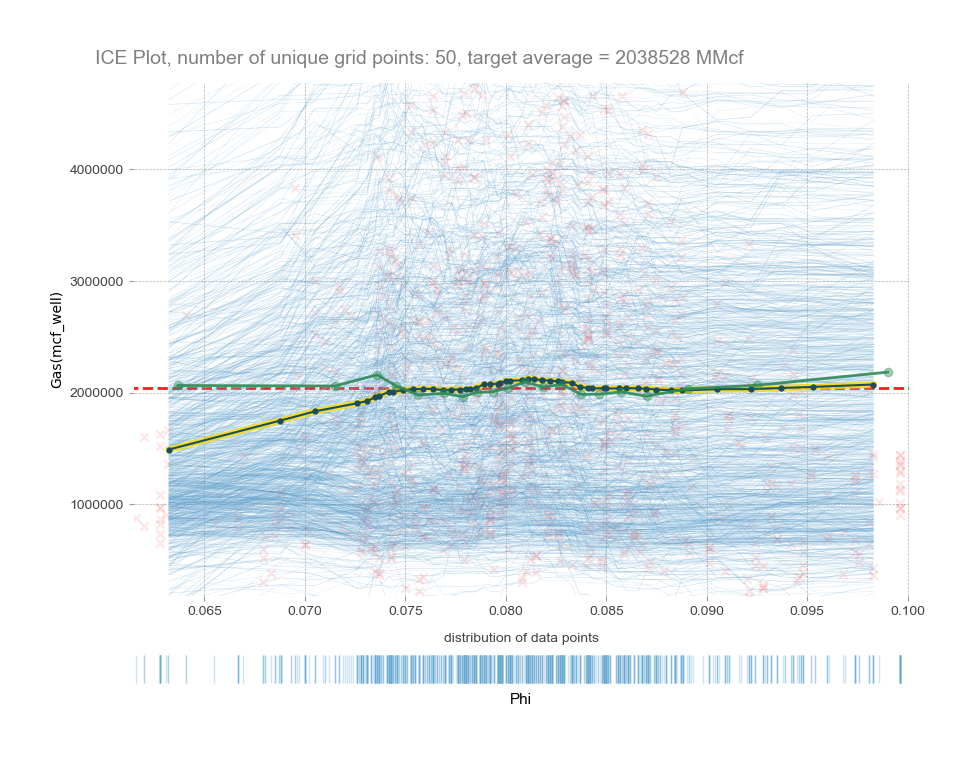 ICE Plot, number of unique grid points: 50, target average = 2038528 MMcf
Gas(mcf_well)
4000000
3000000
2000000
1000000
0.065 0.070 0.075 0.080 0.085 0.090 0.095 0.100
distribution of data points
Phi